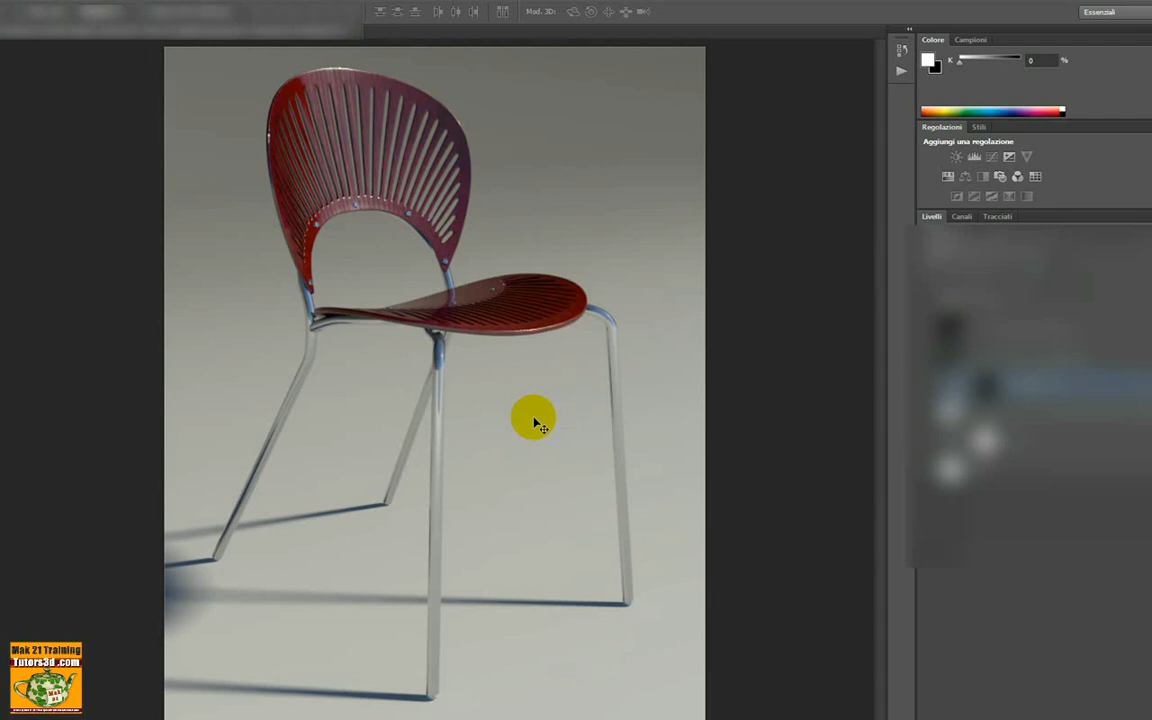 Mod. 3D:
Essenziali
Colore
Campioni
K
0
%
Regolazioni
Stili
Aggiungi una regolazione
Livelli
Canali
Tracciati
Mak 21 Training
Tutors3d .com